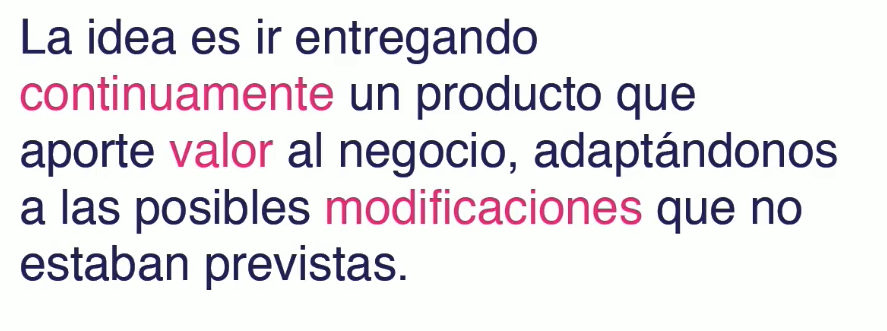 La idea es ir entregando
continuamente un producto que
aporte valor al negocio, adaptándonos
a las posibles modificaciones que no
estaban previstas.